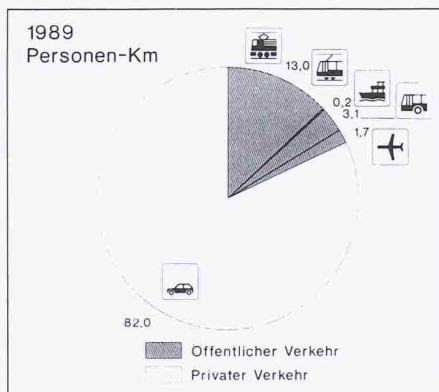 1989
Personen-Km
13,0
0,2
3,1
1,7
82,0
Offentlicher Verkehr
Privater Verkehr